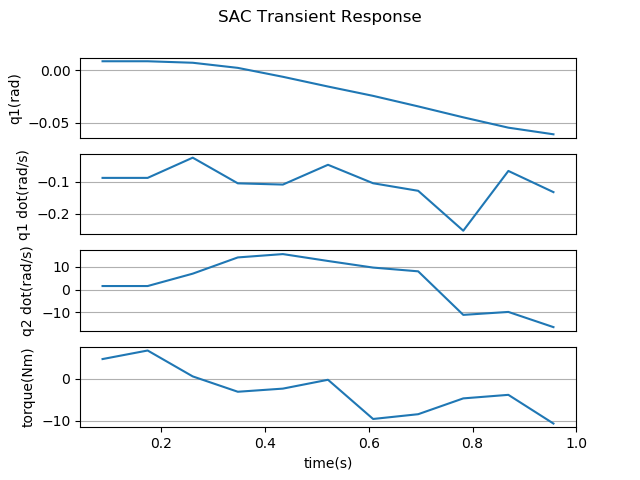 SAC Transient Response
q1(rad)
0.00
−0.05
q1 dot(rad/s)
−0.1
−0.2
q2 dot(rad/s)
10
0
−10
torque(Nm)
0
−10
0.2 0.4 0.6 0.8 1.0
time(s)